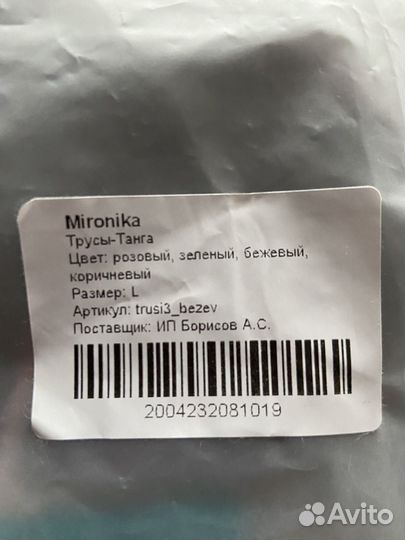 Mironika
Трусы-Танга
Цвет: розовый, зеленый, бежевый,
коричневый
Размер: L
Артикул: trusi3_bezev
Поставщик: ИП Борисов А.С.
2004232081019
Avito